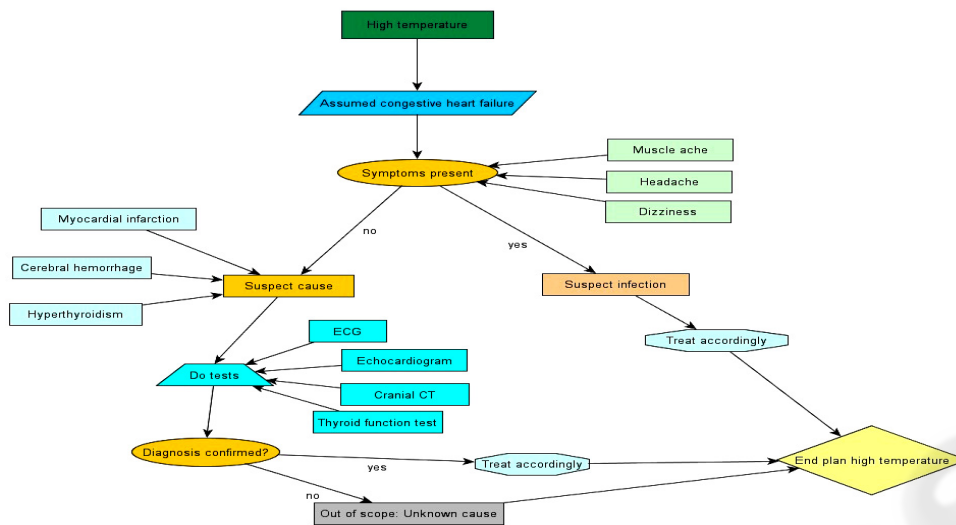 High temperature
Assumed congestive heart failure
Symptoms present
Muscle ache
Headache
Dizziness
no
yes
Myocardial infarction
Cerebral hemorrhage
Hyperthyroidism
Suspect cause
Suspect infection
ECG
Echocardiogram
Cranial CT
Thyroid function test
Do tests
Treat accordingly
Diagnosis confirmed?
yes
Treat accordingly
End plan high temperature
no
Out of scope: Unknown cause